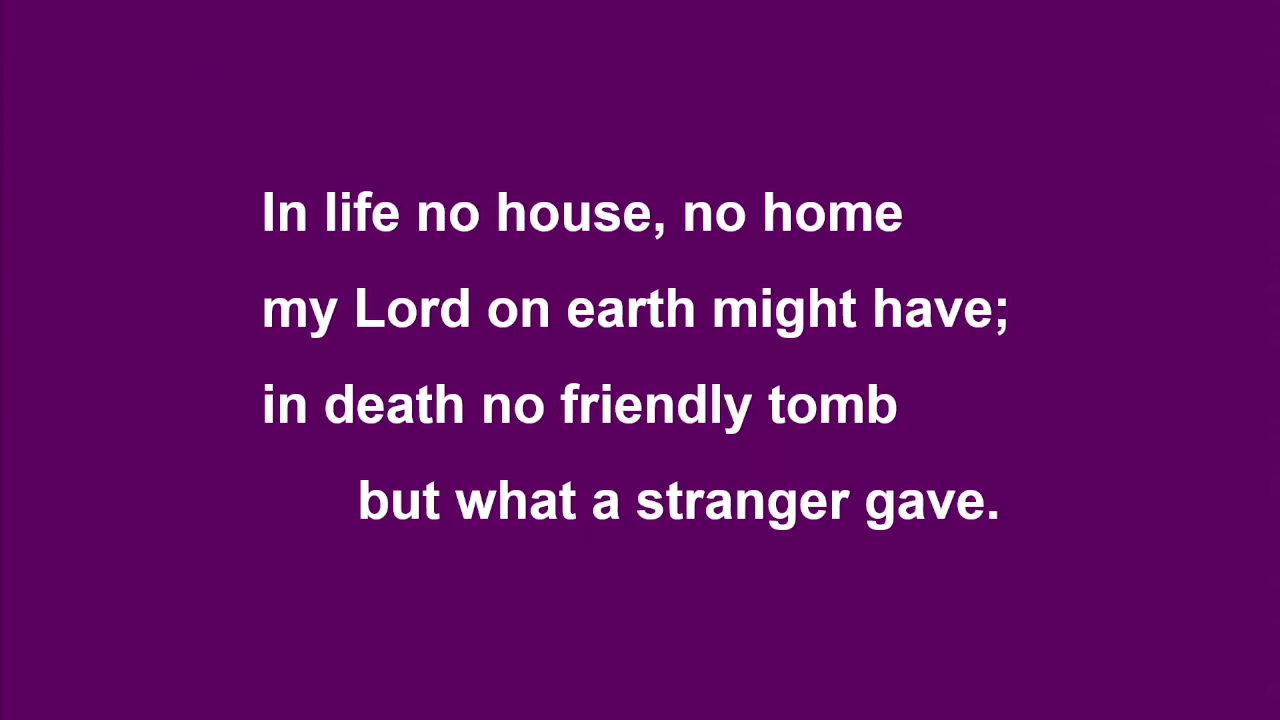 In life no house, no home
my Lord on earth might have;
in death no friendly tomb
but what a stranger gave.